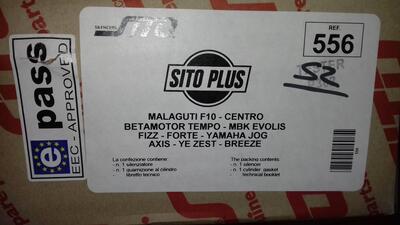 SILENCERS
SITO
REF.
556
SITO PLUS
MALAGUTI F10 - CENTRO
BETAMOTOR TEMPO - MBK EVOLIS
FIZZ - FORTE - YAMAHA JOG
AXIS - YE ZEST - BREEZE
La confezione contiene:
- n. 1 silenziatore
- n. 1 guarnizione al cilindro
- libretto tecnico
The packing contents:
- n. 1 silencer
- n. 1 cylinder gasket
- technical booklet
e pass
EEC - APPROVED
e